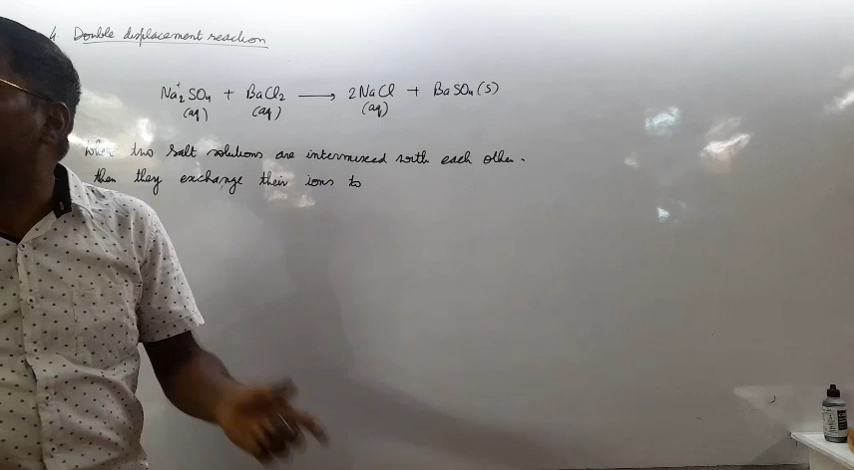 4. Double displacement reaction
Na₂SO₄ + BaCl₂ → 2NaCl + BaSO₄(s)
(aq) (aq) (aq)
When two salt solutions are intermixed with each other.
then they exchange their ions to